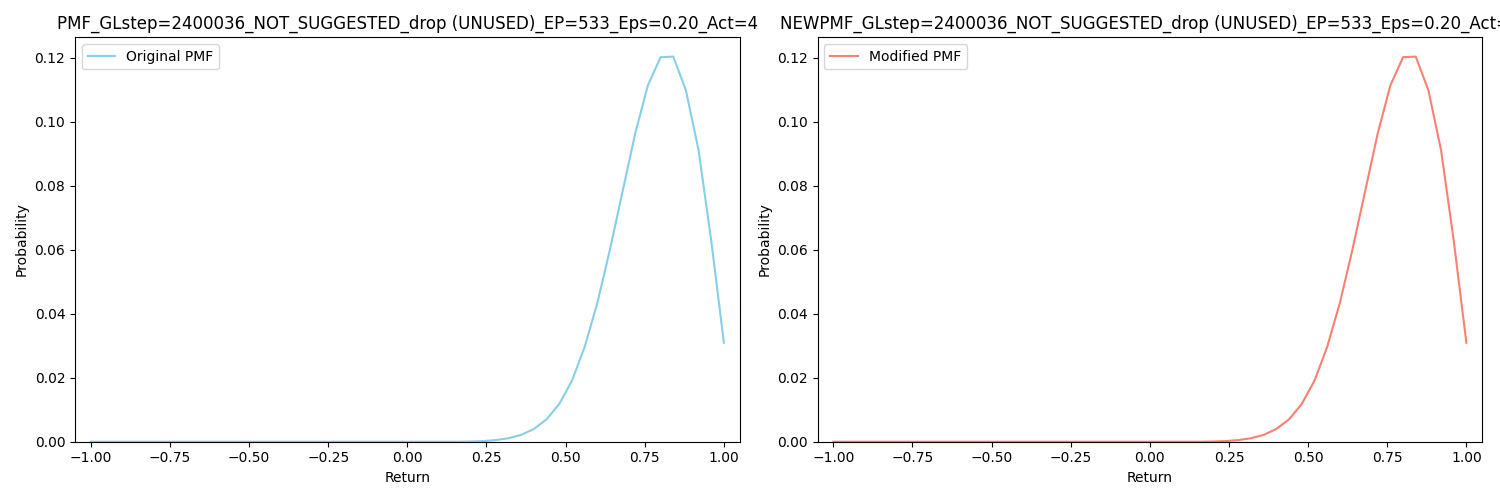 PMF_GLstep=2400036_NOT_SUGGESTED_drop (UNUSED)_EP=533_Eps=0.20_Act=4
Original PMF
0.12
0.10
0.08
0.06
0.04
0.02
0.00
Probability
−1.00 −0.75 −0.50 −0.25 0.00 0.25 0.50 0.75 1.00
Return
NEWPMF_GLstep=2400036_NOT_SUGGESTED_drop (UNUSED)_EP=533_Eps=0.20_Act=
Modified PMF
0.12
0.10
0.08
0.06
0.04
0.02
0.00
Probability
−1.00 −0.75 −0.50 −0.25 0.00 0.25 0.50 0.75 1.00
Return